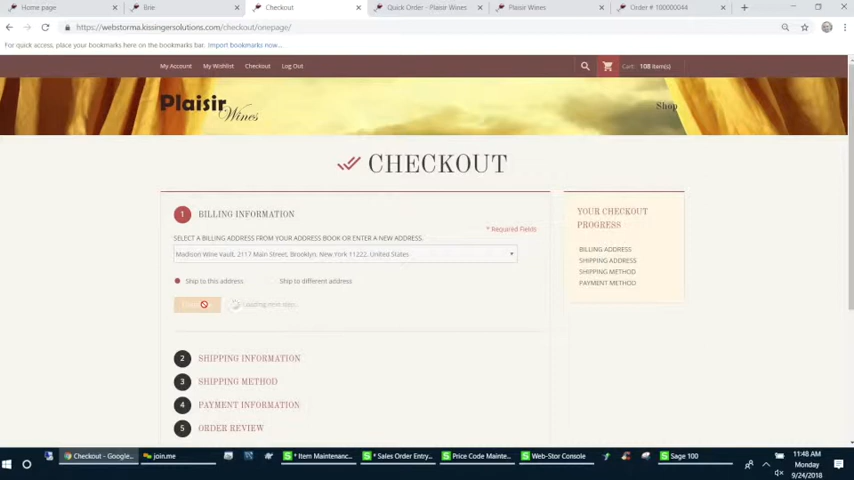 Home page
Brie
Checkout
Quick Order - Plaisir Wines
Plaisir Wines
Order # 100000044
https://webstorma.kissingersolutions.com/checkout/onepage/
For quick access, place your bookmarks here on the bookmarks bar. Import bookmarks now...
My Account My Wishlist Checkout Log Out
Cart: 108 item(s)
Plaisir Wines
Shop
CHECKOUT
1 BILLING INFORMATION
* Required Fields
SELECT A BILLING ADDRESS FROM YOUR ADDRESS BOOK OR ENTER A NEW ADDRESS.
Madison Wine Vault, 2117 Main Street, Brooklyn, New York 11222, United States
Ship to this address Ship to different address
Loading next step...
2 SHIPPING INFORMATION
3 SHIPPING METHOD
4 PAYMENT INFORMATION
5 ORDER REVIEW
YOUR CHECKOUT
PROGRESS
BILLING ADDRESS
SHIPPING ADDRESS
SHIPPING METHOD
PAYMENT METHOD
Checkout - Google...
join.me
* Item Maintenanc...
* Sales Order Entry...
Price Code Mainte...
Web-Stor Console
Sage 100
11:48 AM
Monday
9/24/2018